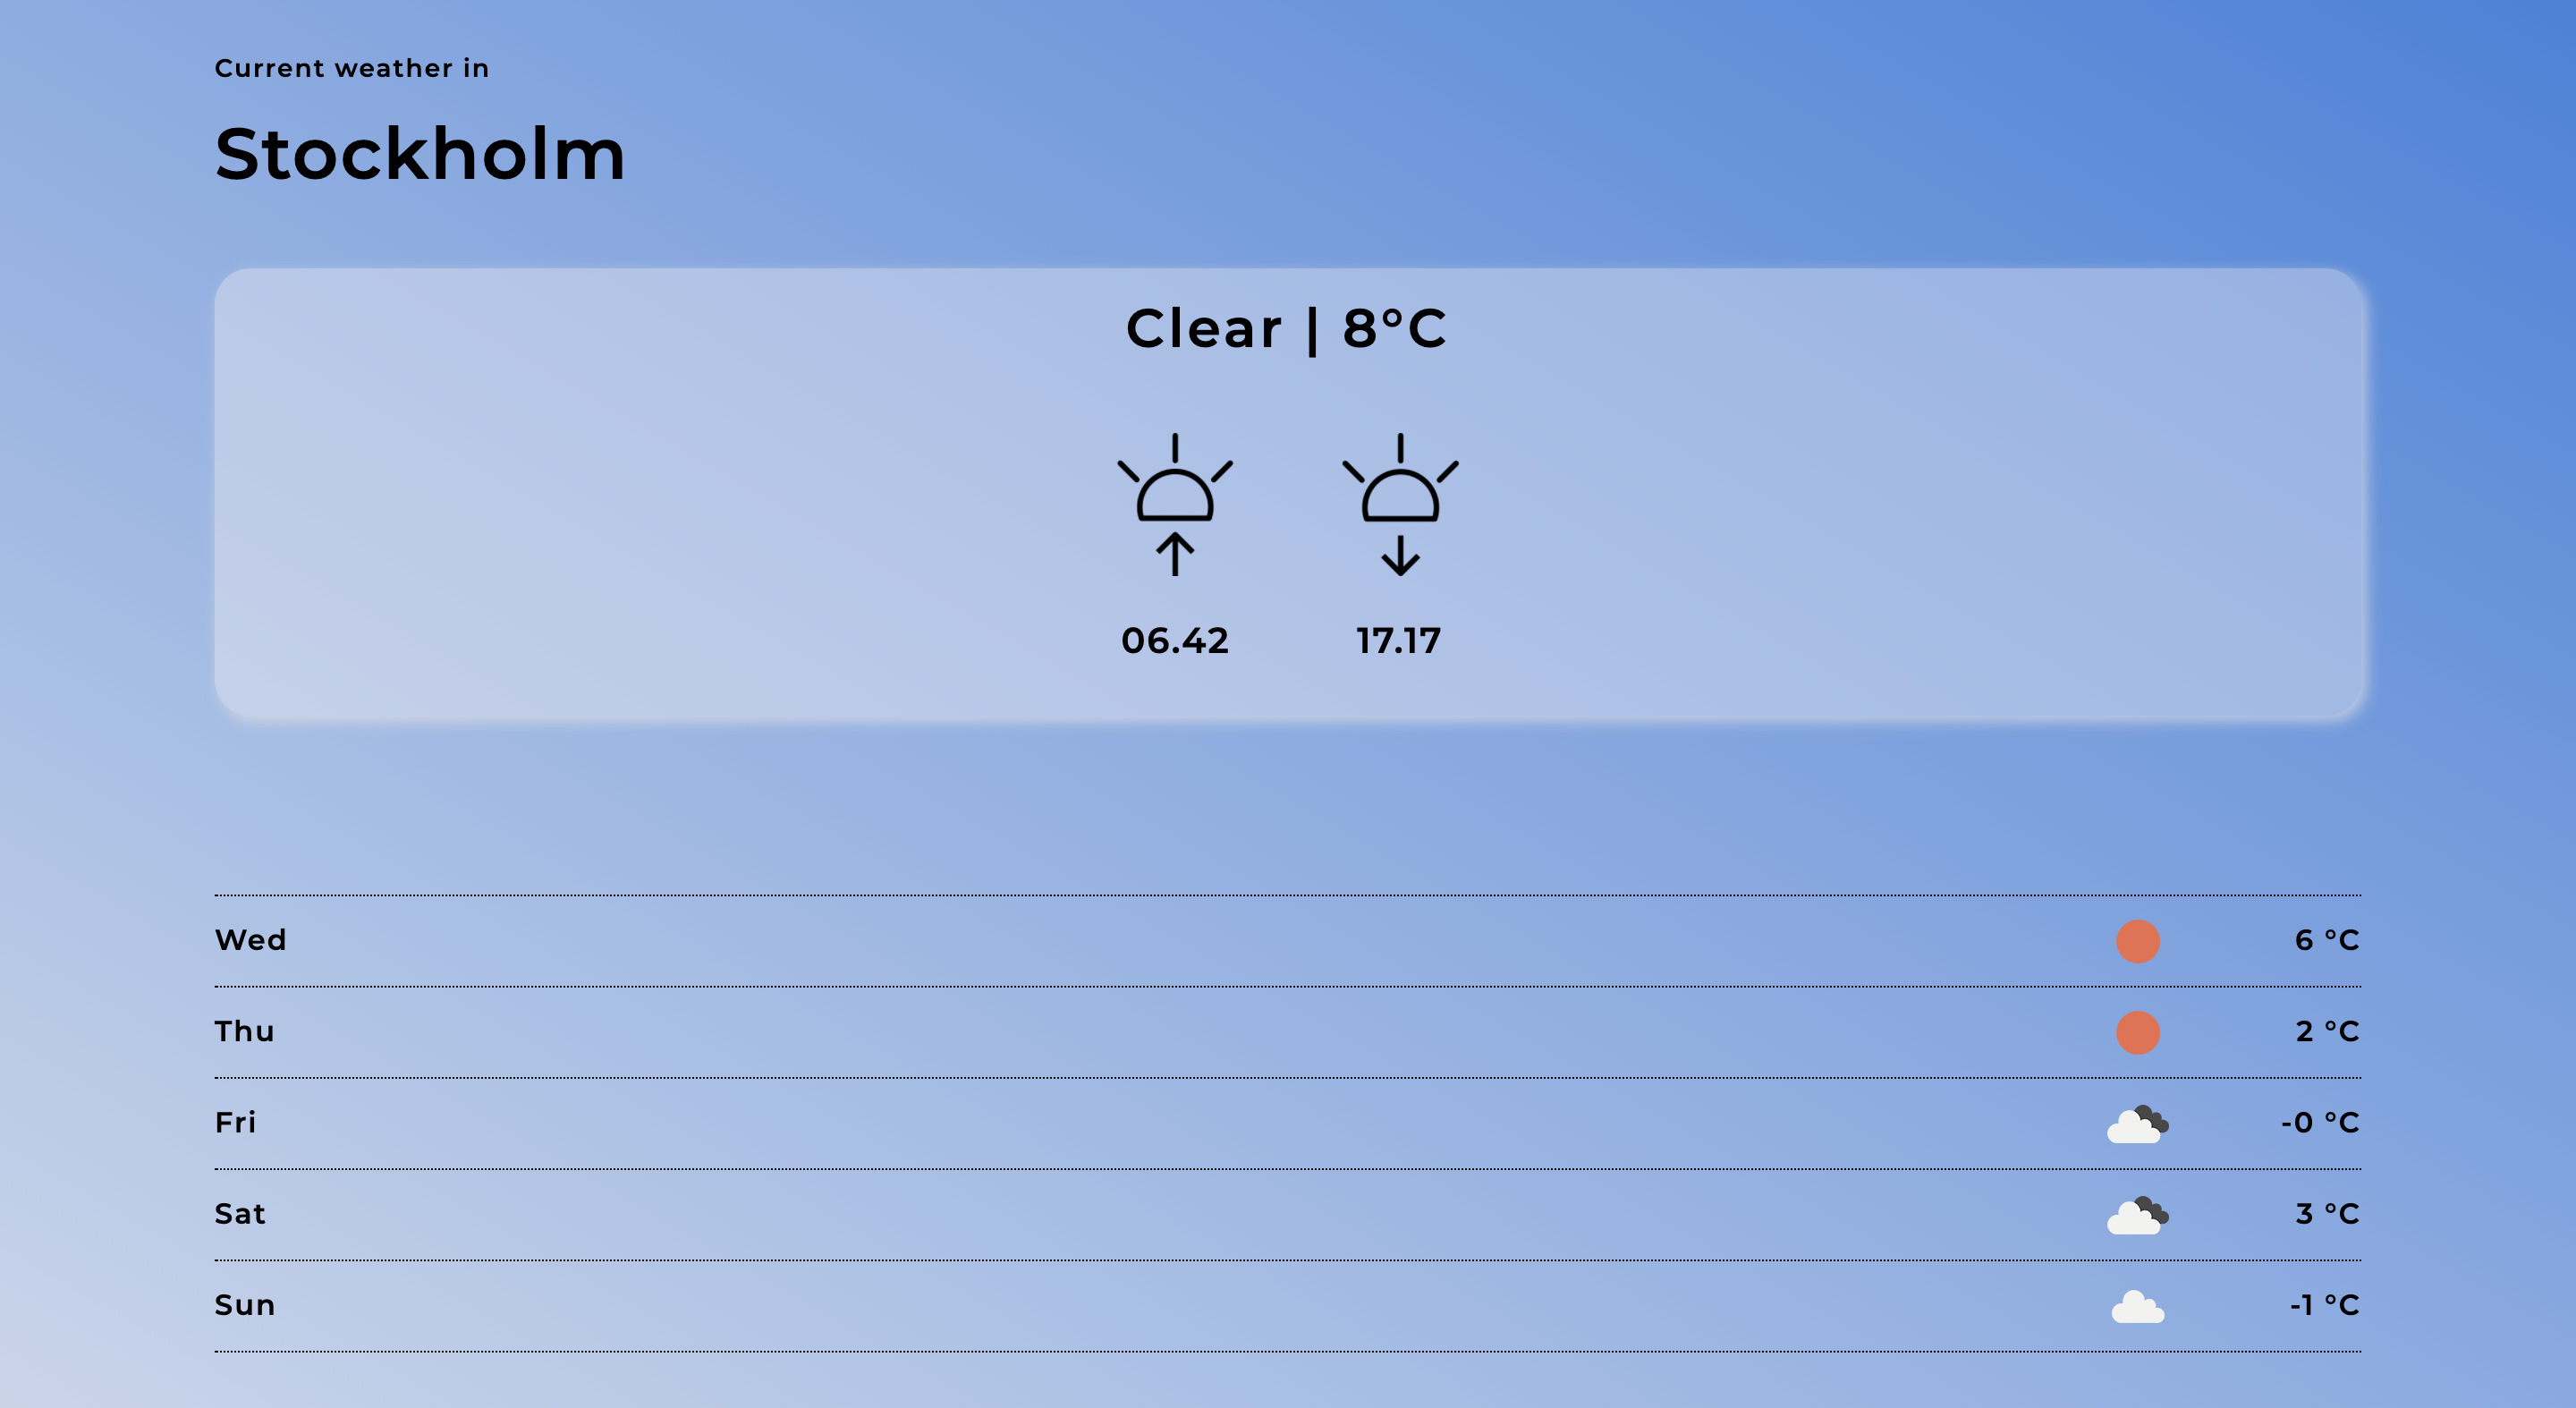 Current weather in
Stockholm
Clear | 8°C
06.42 17.17
Wed 6 °C
Thu 2 °C
Fri -0 °C
Sat 3 °C
Sun -1 °C